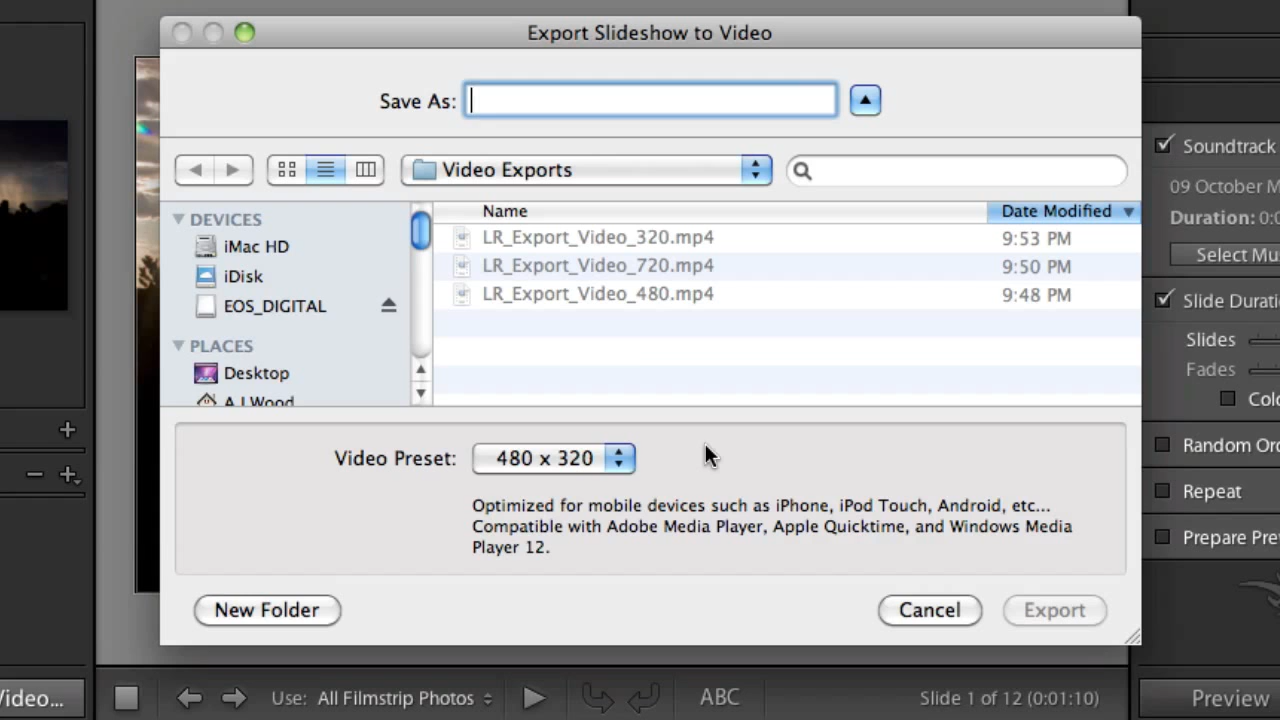 Export Slideshow to Video
Save As:
Video Exports
DEVICES
iMac HD
iDisk
EOS_DIGITAL
PLACES
Desktop
A J Wood
Name
Date Modified
LR_Export_Video_320.mp4
9:53 PM
LR_Export_Video_720.mp4
9:50 PM
LR_Export_Video_480.mp4
9:48 PM
Video Preset:
480 x 320
Optimized for mobile devices such as iPhone, iPod Touch, Android, etc...
Compatible with Adobe Media Player, Apple Quicktime, and Windows Media
Player 12.
New Folder
Cancel
Export
Soundtrack
09 October M
Duration: 0:0
Select Mu
Slide Durati
Slides
Fades
Colo
Random Ord
Repeat
Prepare Pre
Video...
Use: All Filmstrip Photos
ABC
Slide 1 of 12 (0:01:10)
Preview